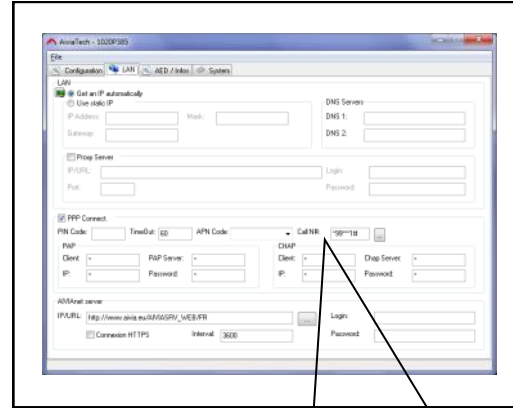 AiviaTech - 1020P385
File
Configuration LAN AED / Infos System
LAN
Get an IP automatically
Use static IP
IP Address: Mask:
Gateway:
DNS Servers
DNS 1:
DNS 2:
Proxy Server
IP/URL: Login:
Port: Password:
PPP Connect.
PIN Code: TimeOut: 60 APN Code: Call NR: *99***1# ...
PAP
Client: * PAP Server: *
IP: * Password: *
CHAP
Client: * Chap Server: *
IP: * Password: *
AIVIAnet server
IP/URL: http://www.aivia.eu/AIVIASRV_WEB/FR ... Login:
Connexion HTTPS Interval: 3600 Password: